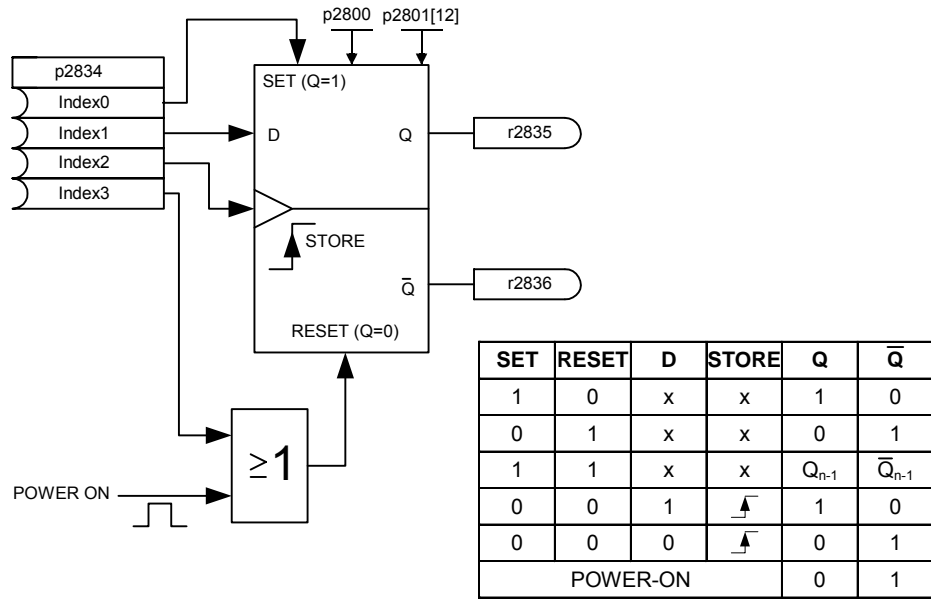 p2800 p2801[12]
p2834
Index0
Index1
Index2
Index3
SET (Q=1)
D Q
STORE
Q̅
RESET (Q=0)
r2835
r2836
≥1
POWER ON
SET RESET D STORE Q Q̅
1 0 x x 1 0
0 1 x x 0 1
1 1 x x Qn-1 Q̅n-1
0 0 1 1 0
0 0 0 0 1
POWER-ON 0 1